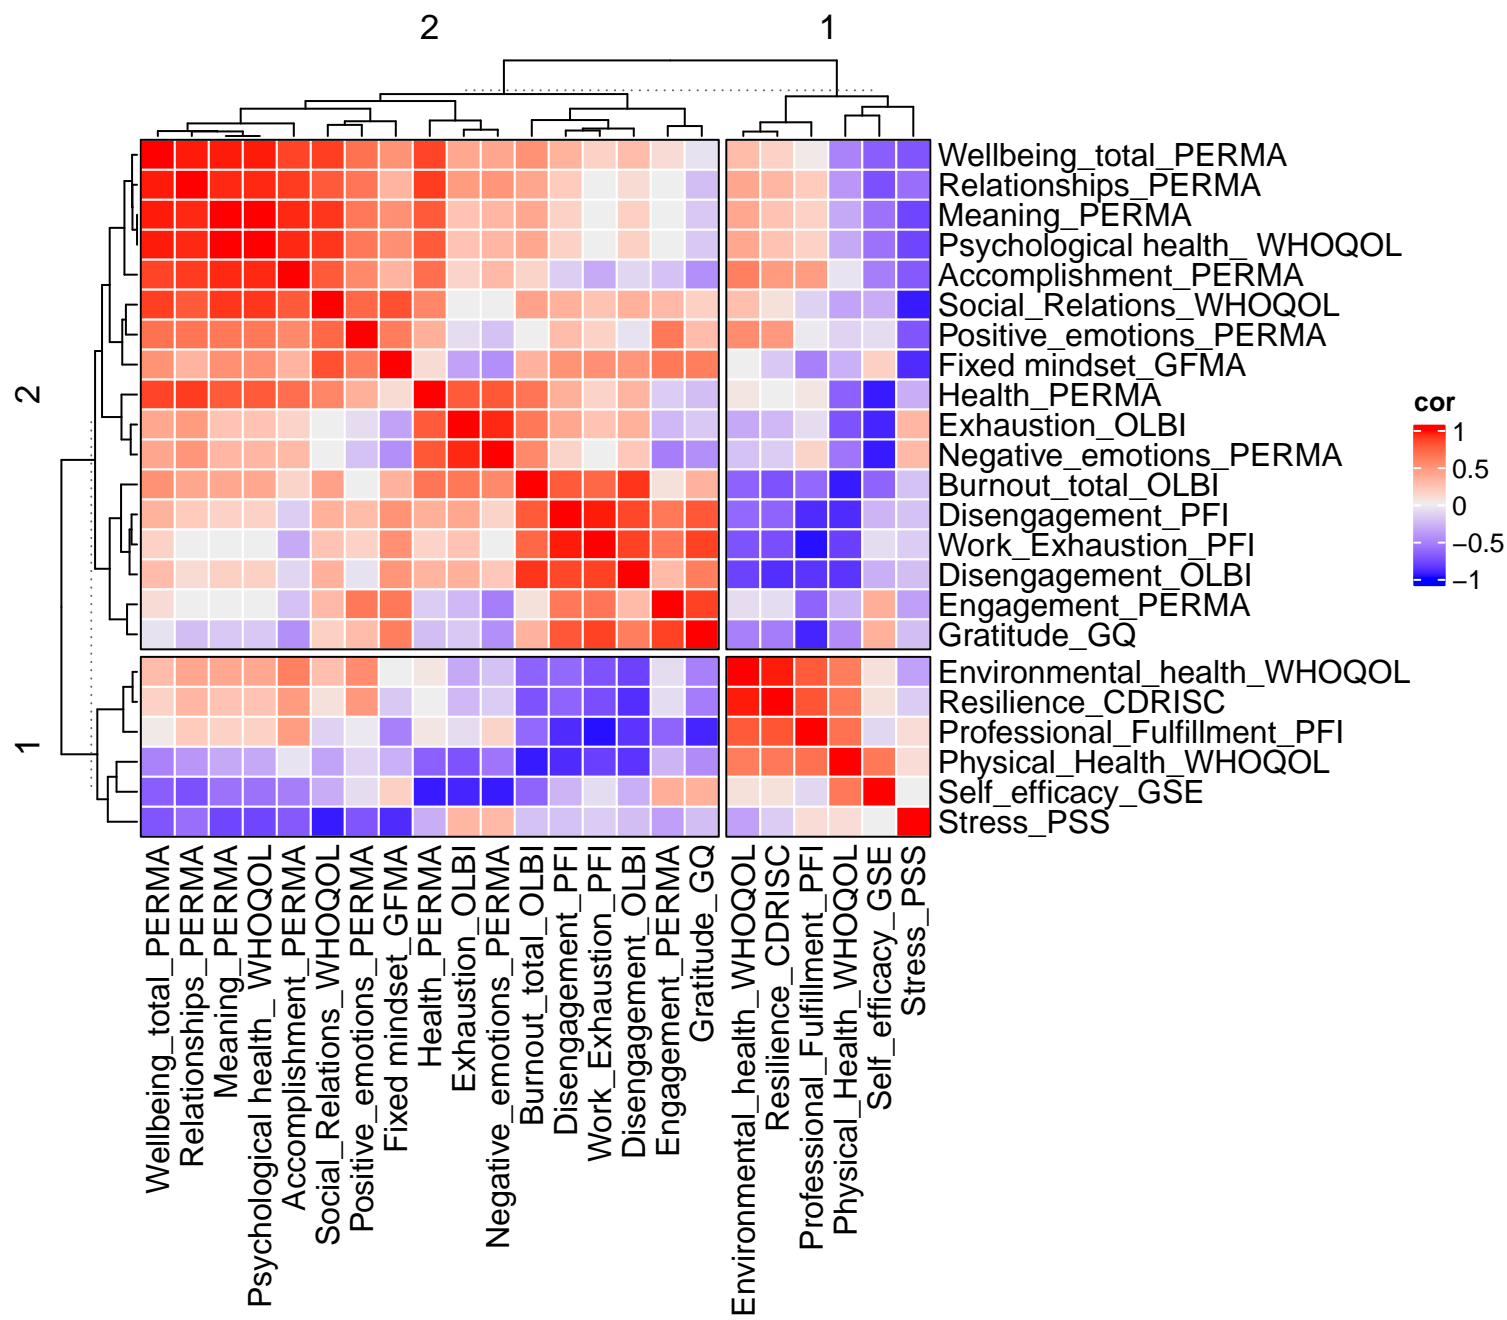 2
1
Wellbeing_total_PERMA
Relationships_PERMA
Meaning_PERMA
Psychological health_ WHOQOL
Accomplishment_PERMA
Social_Relations_WHOQOL
Positive_emotions_PERMA
Fixed mindset_GFMA
Health_PERMA
Exhaustion_OLBI
Negative_emotions_PERMA
Burnout_total_OLBI
Disengagement_PFI
Work_Exhaustion_PFI
Disengagement_OLBI
Engagement_PERMA
Gratitude_GQ
Environmental_health_WHOQOL
Resilience_CDRISC
Professional_Fulfillment_PFI
Physical_Health_WHOQOL
Self_efficacy_GSE
Stress_PSS
2
1
cor
1
0.5
0
−0.5
−1
Wellbeing_total_PERMA
Relationships_PERMA
Meaning_PERMA
Psychological health_ WHOQOL
Accomplishment_PERMA
Social_Relations_WHOQOL
Positive_emotions_PERMA
Fixed mindset_GFMA
Health_PERMA
Exhaustion_OLBI
Negative_emotions_PERMA
Burnout_total_OLBI
Disengagement_PFI
Work_Exhaustion_PFI
Disengagement_OLBI
Engagement_PERMA
Gratitude_GQ
Environmental_health_WHOQOL
Resilience_CDRISC
Professional_Fulfillment_PFI
Physical_Health_WHOQOL
Self_efficacy_GSE
Stress_PSS